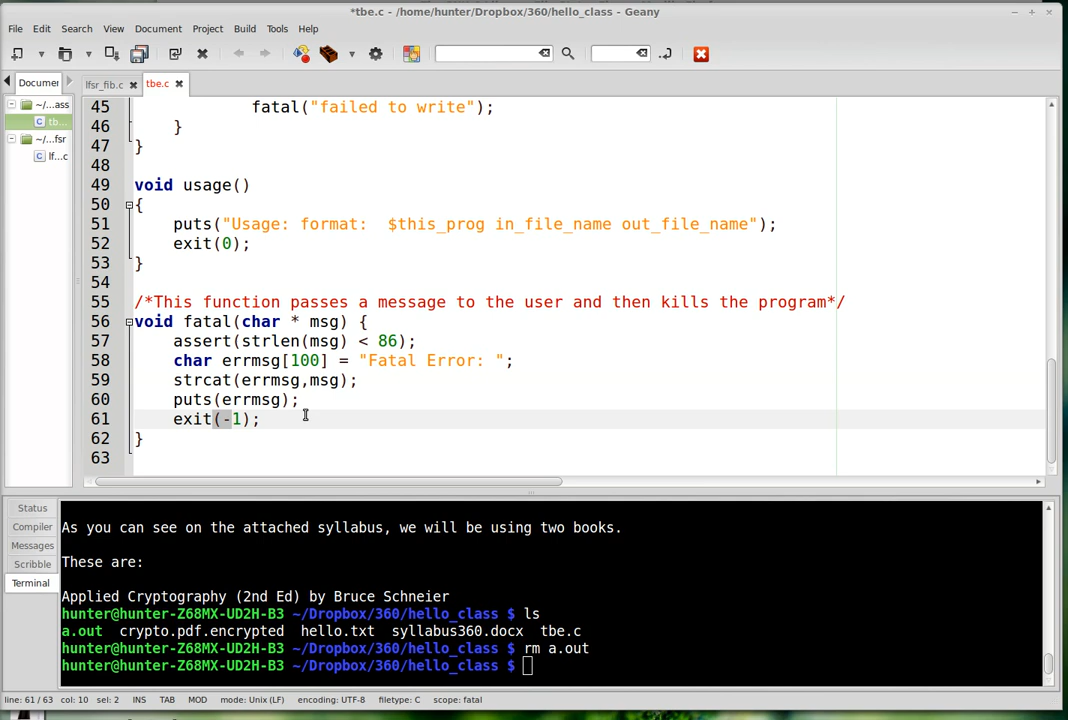 *tbe.c - /home/hunter/Dropbox/360/hello_class - Geany
File Edit Search View Document Project Build Tools Help
Documer lfsr_fib.c tbe.c
~/...ass
tb...
~/...fsr
lf...c
45 fatal("failed to write");
46 }
47 }
48
49 void usage()
50 {
51 puts("Usage: format:  $this_prog in_file_name out_file_name");
52 exit(0);
53 }
54
55 /*This function passes a message to the user and then kills the program*/
56 void fatal(char * msg) {
57 assert(strlen(msg) < 86);
58 char errmsg[100] = "Fatal Error: ";
59 strcat(errmsg,msg);
60 puts(errmsg);
61 exit(-1);
62 }
63
Status
Compiler
Messages
Scribble
Terminal
As you can see on the attached syllabus, we will be using two books.
These are:
Applied Cryptography (2nd Ed) by Bruce Schneier
hunter@hunter-Z68MX-UD2H-B3 ~/Dropbox/360/hello_class $ ls
a.out crypto.pdf.encrypted hello.txt syllabus360.docx tbe.c
hunter@hunter-Z68MX-UD2H-B3 ~/Dropbox/360/hello_class $ rm a.out
hunter@hunter-Z68MX-UD2H-B3 ~/Dropbox/360/hello_class $
line: 61 / 63 col: 10 sel: 2 INS TAB MOD mode: Unix (LF) encoding: UTF-8 filetype: C scope: fatal